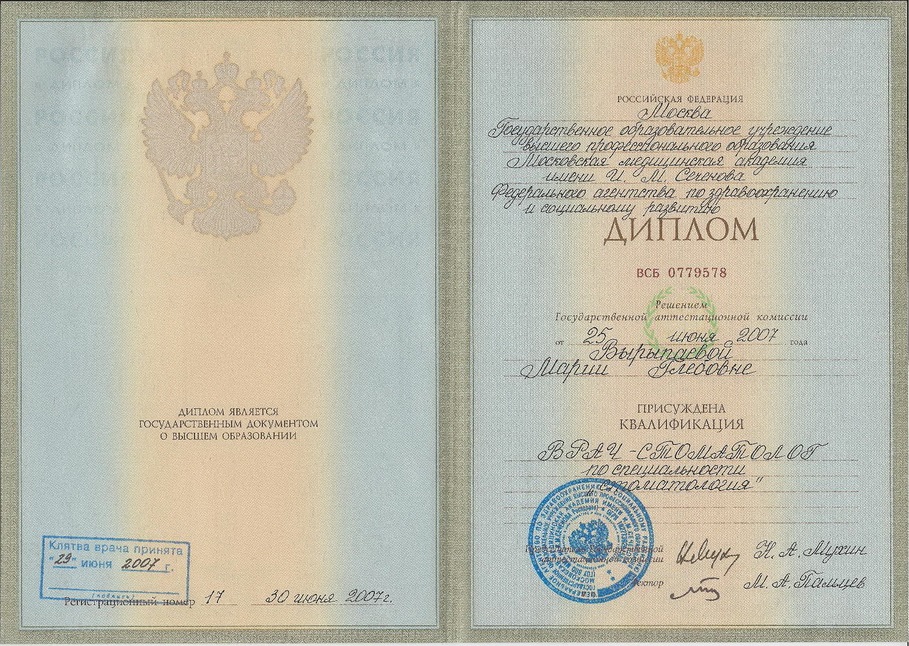 ДИПЛОМ ЯВЛЯЕТСЯ
ГОСУДАРСТВЕННЫМ ДОКУМЕНТОМ
О ВЫСШЕМ ОБРАЗОВАНИИ
Клятва врача принята
"29" июня 2007 г.
Регистрационный номер 17 30 июня 2007г.
РОССИЙСКАЯ ФЕДЕРАЦИЯ
Москва
Государственное образовательное учреждение
высшего профессионального образования
Московская медицинская академия
имени И. М. Сеченова
Федерального агентства по здравоохранению
и социальному развитию
ДИПЛОМ
ВСБ 0779578
Решением
Государственной аттестационной комиссии
от 25 июня 2007 года
Вырыпаевой
Марии Глебовне
ПРИСУЖДЕНА
КВАЛИФИКАЦИЯ
ВРАЧ-СТОМАТОЛОГ
по специальности
"Стоматология"
Н. А. Мухин
Ректор М. А. Пальцев